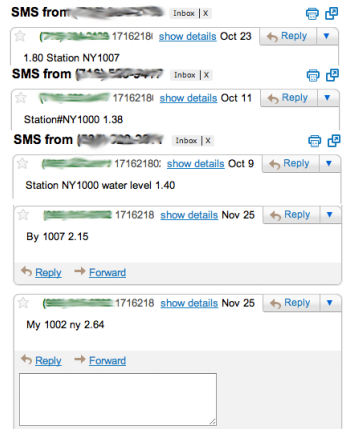 SMS from
Inbox X
17162180 show details Oct 23 Reply
1.80 Station NY1007
SMS from
Inbox X
17162180 show details Oct 11 Reply
Station#NY1000 1.38
SMS from
Inbox X
17162180: show details Oct 9 Reply
Station NY1000 water level 1.40
1716218 show details Nov 25 Reply
By 1007 2.15
Reply Forward
1716218 show details Nov 25 Reply
My 1002 ny 2.64
Reply Forward